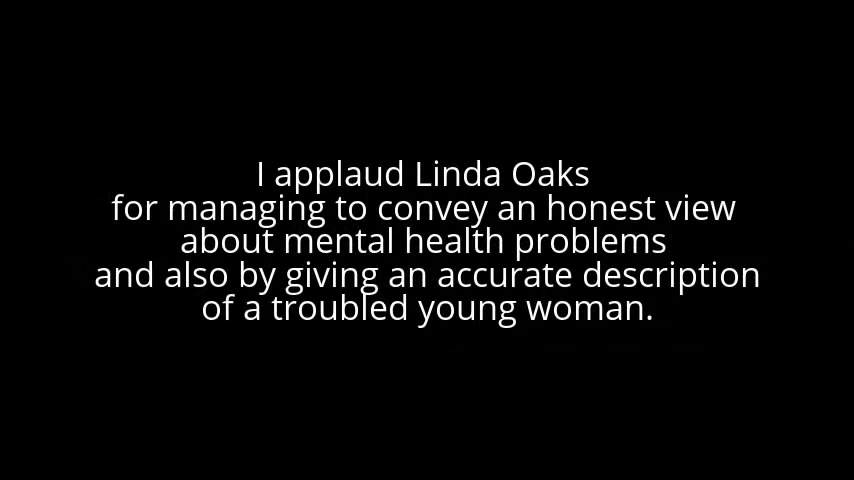 I applaud Linda Oaks
for managing to convey an honest view
about mental health problems
and also by giving an accurate description
of a troubled young woman.